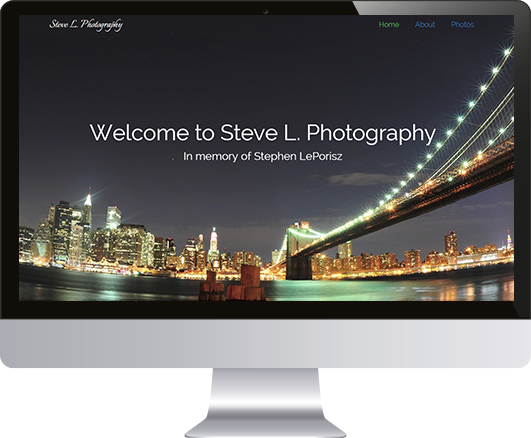 Steve L. Photography
Home About Photos
Welcome to Steve L. Photography
In memory of Stephen LePorisz